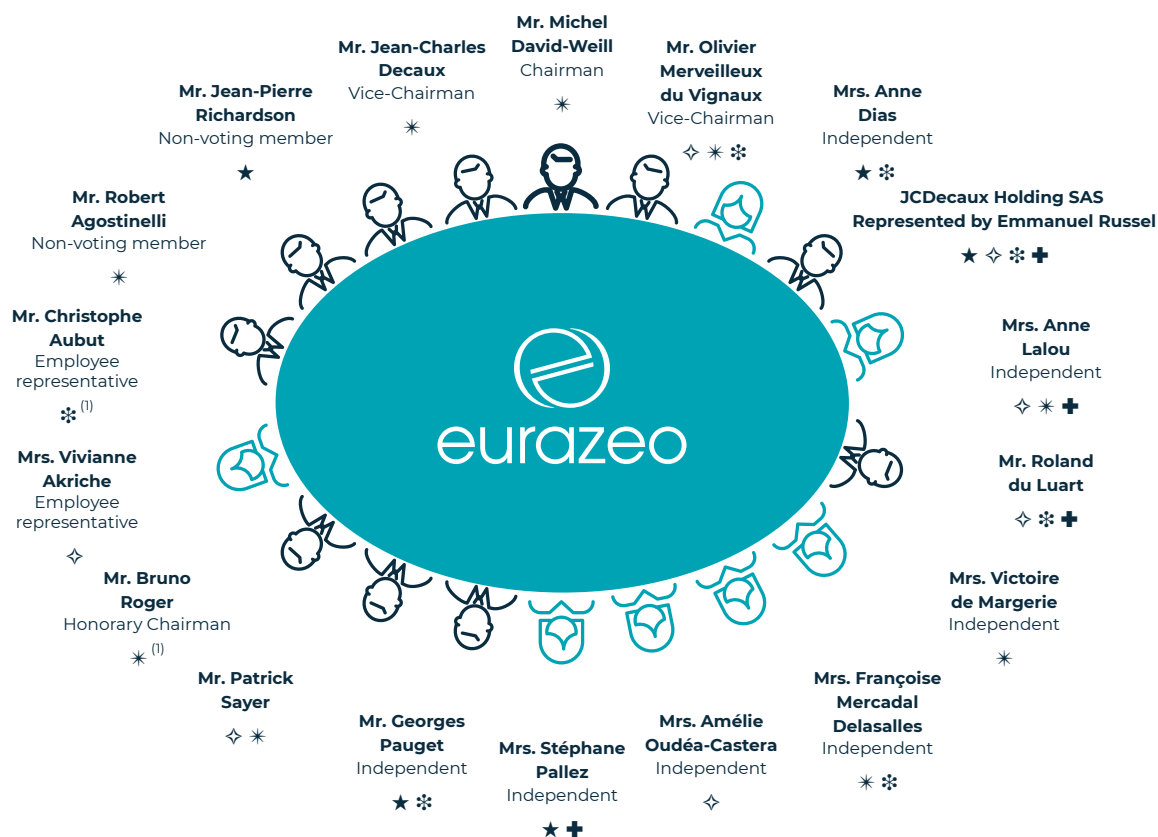 Mr. Michel
David-Weill
Chairman
✴
Mr. Olivier
Merveilleux
du Vignaux
Vice-Chairman
✧ ✴ ❇
Mrs. Anne
Dias
Independent
★ ❇
JCDecaux Holding SAS
Represented by Emmanuel Russel
★ ✧ ❇ ✚
Mrs. Anne
Lalou
Independent
✧ ✴ ✚
Mr. Roland
du Luart
✧ ❇ ✚
Mrs. Victoire
de Margerie
Independent
✴
Mrs. Françoise
Mercadal
Delasalles
Independent
✴ ❇
Mrs. Amélie
Oudéa-Castera
Independent
✧
Mrs. Stéphane
Pallez
Independent
★ ✚
Mr. Georges
Pauget
Independent
★ ❇
Mr. Patrick
Sayer
✧ ✴
Mr. Bruno
Roger
Honorary Chairman
✴ (1)
Mrs. Vivianne
Akriche
Employee
representative
✧
Mr. Christophe
Aubut
Employee
representative
❇ (1)
Mr. Robert
Agostinelli
Non-voting member
✴
Mr. Jean-Pierre
Richardson
Non-voting member
★
Mr. Jean-Charles
Decaux
Vice-Chairman
✴
eurazeo